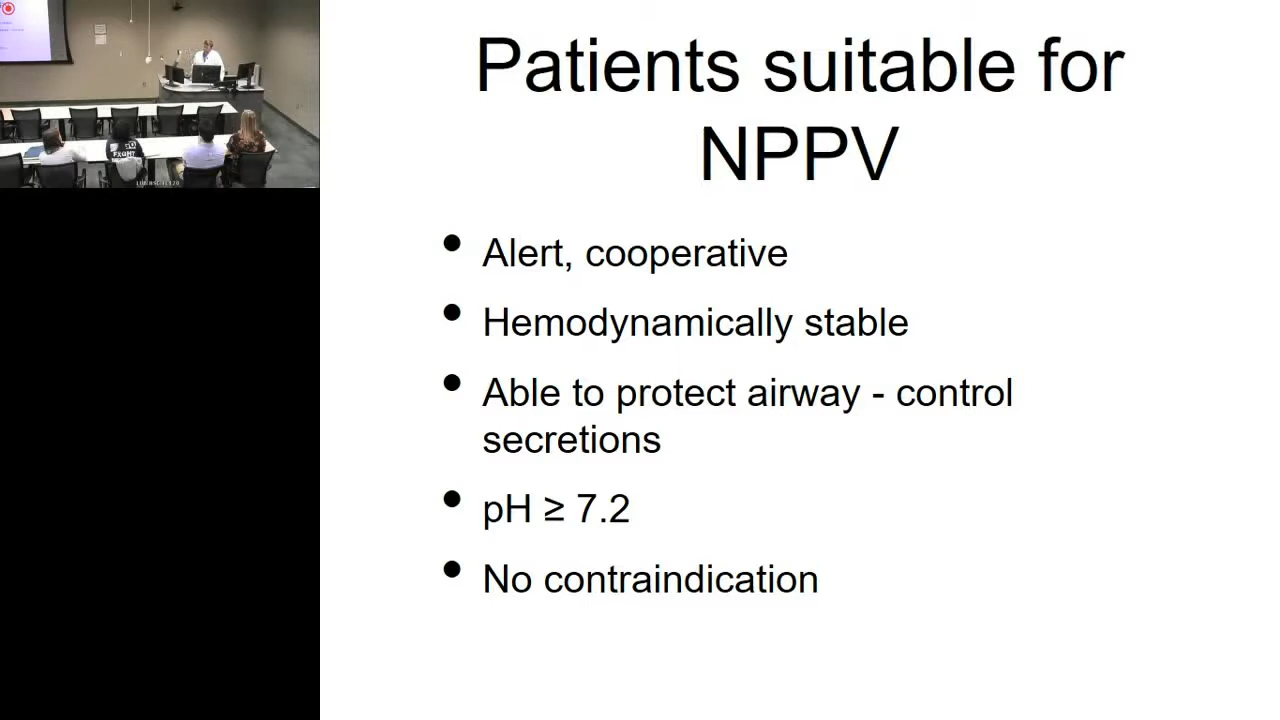 Patients suitable for
NPPV
• Alert, cooperative
• Hemodynamically stable
• Able to protect airway - control
secretions
• pH ≥ 7.2
• No contraindication